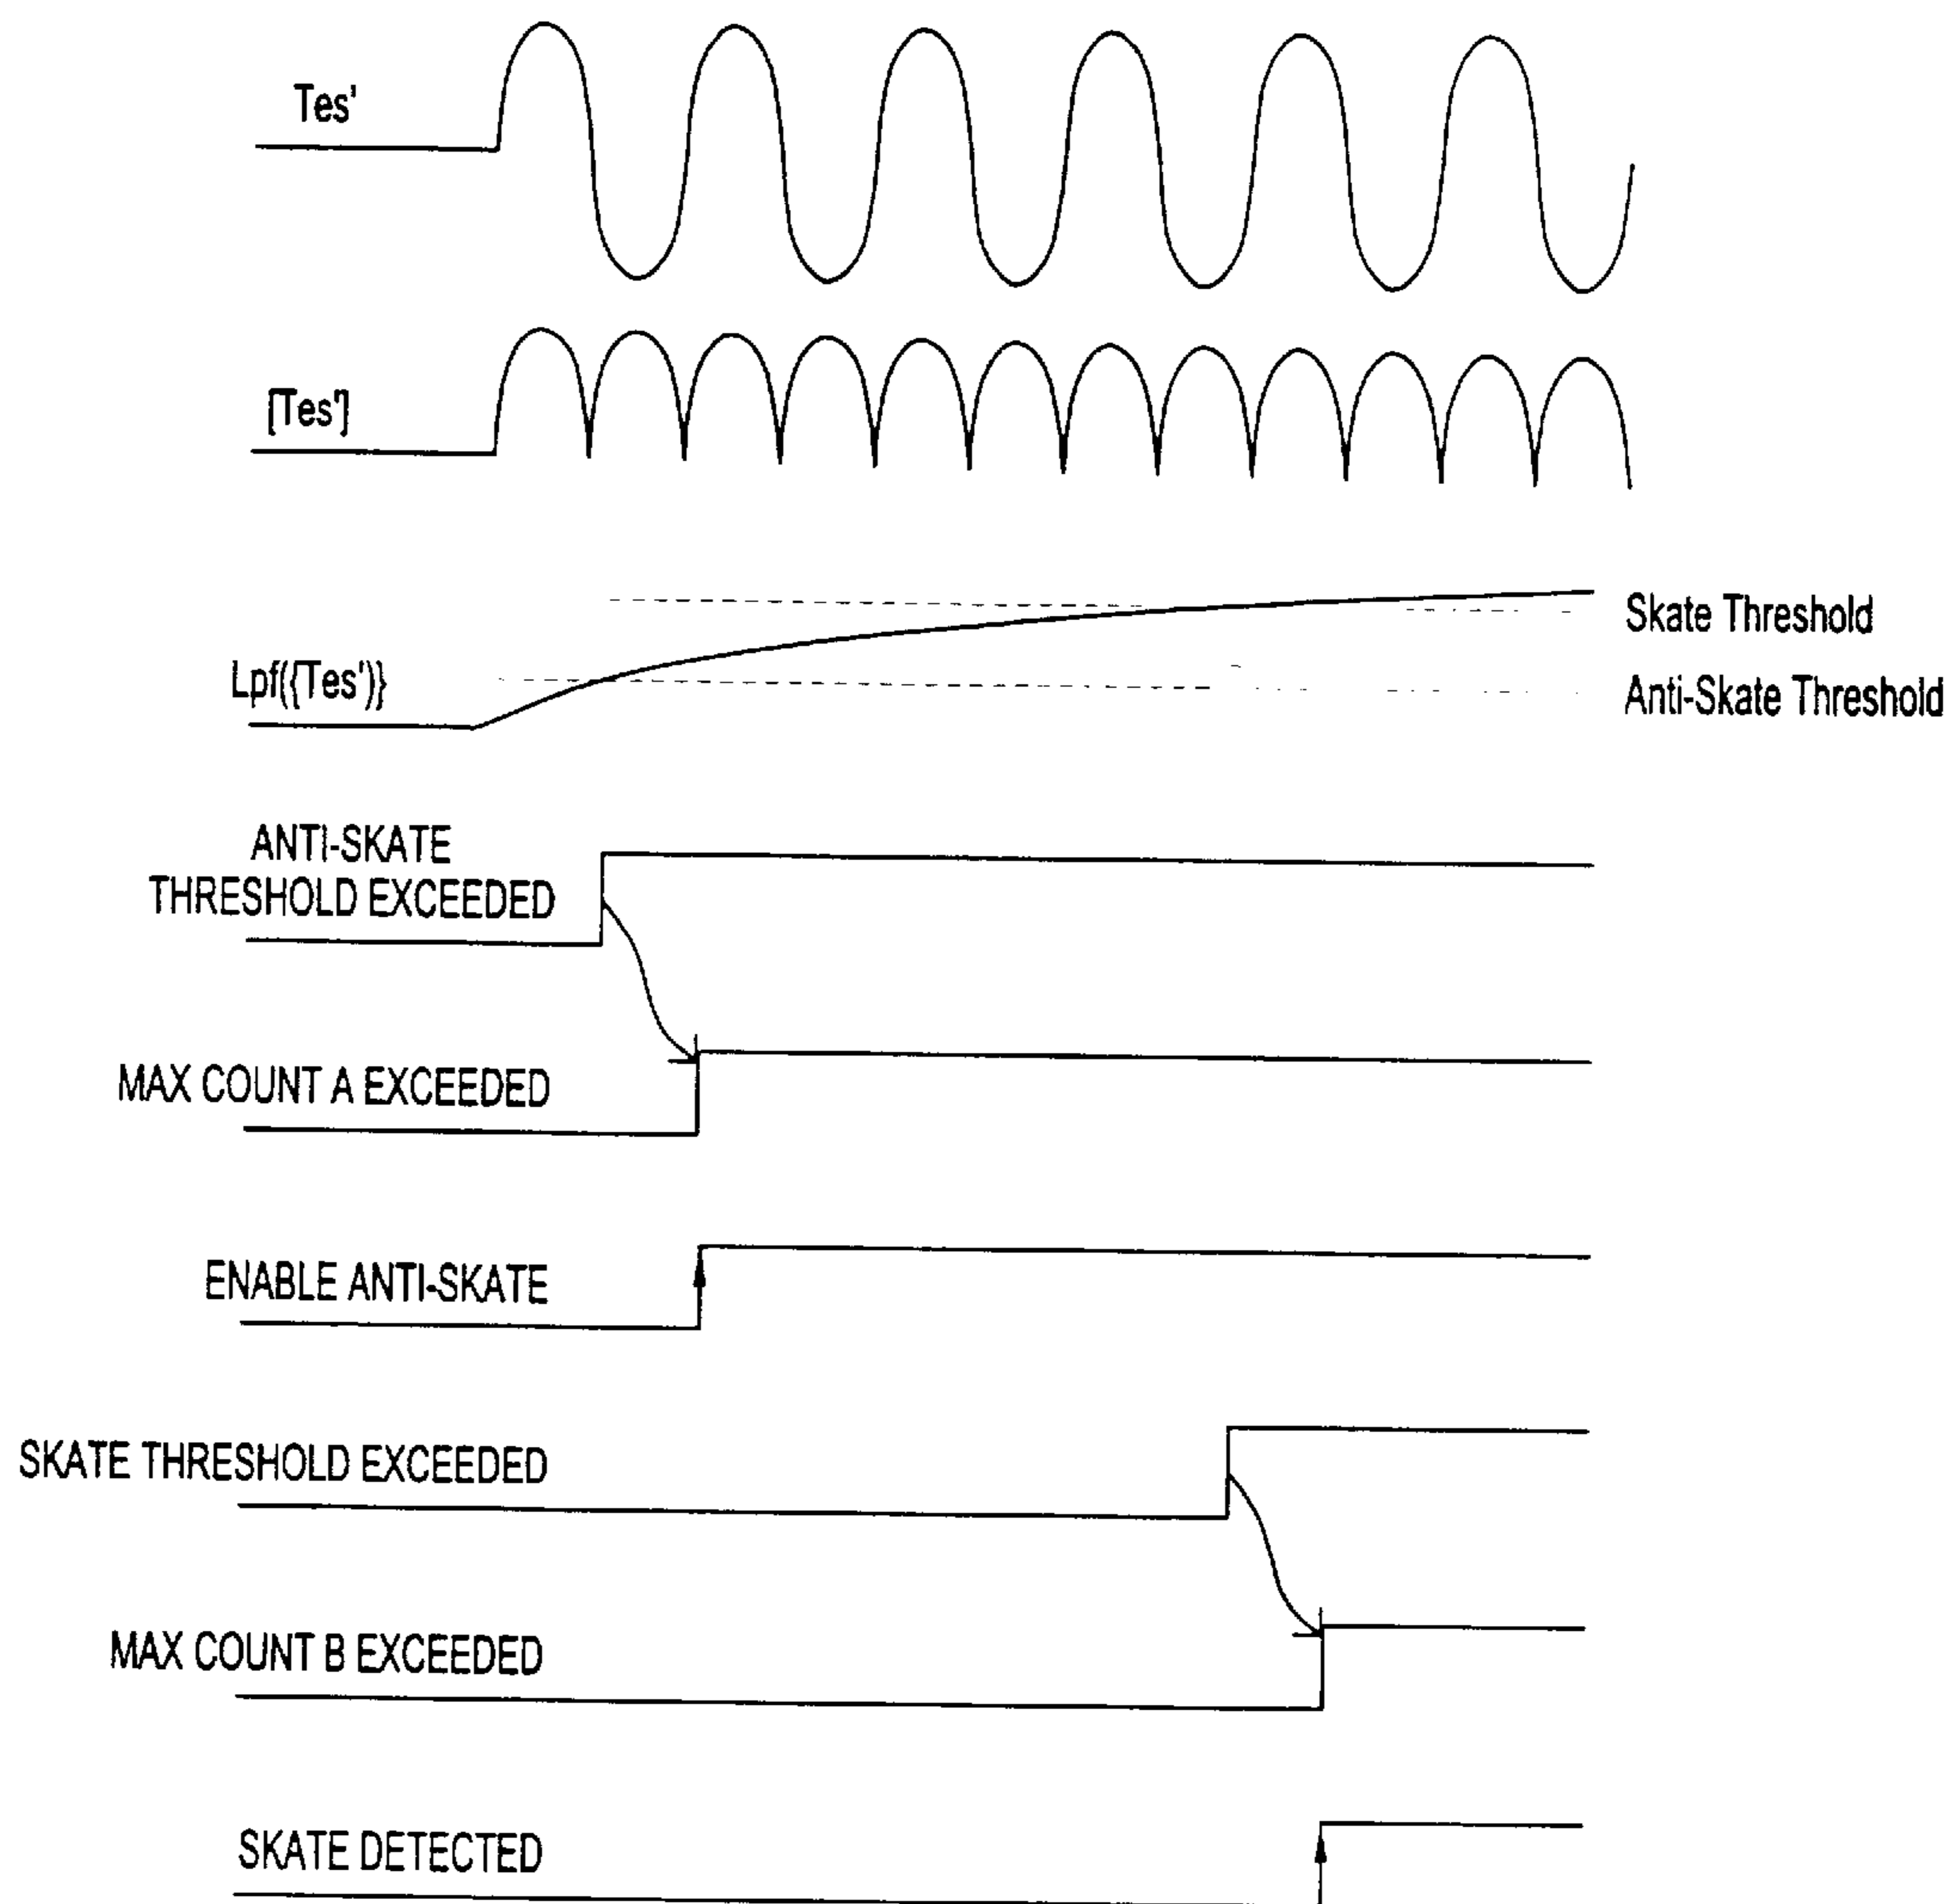 Tes'
|Tes'|
Skate Threshold
Lpf({Tes')}
Anti-Skate Threshold
ANTI-SKATE
THRESHOLD EXCEEDED
MAX COUNT A EXCEEDED
ENABLE ANTI-SKATE
SKATE THRESHOLD EXCEEDED
MAX COUNT B EXCEEDED
SKATE DETECTED